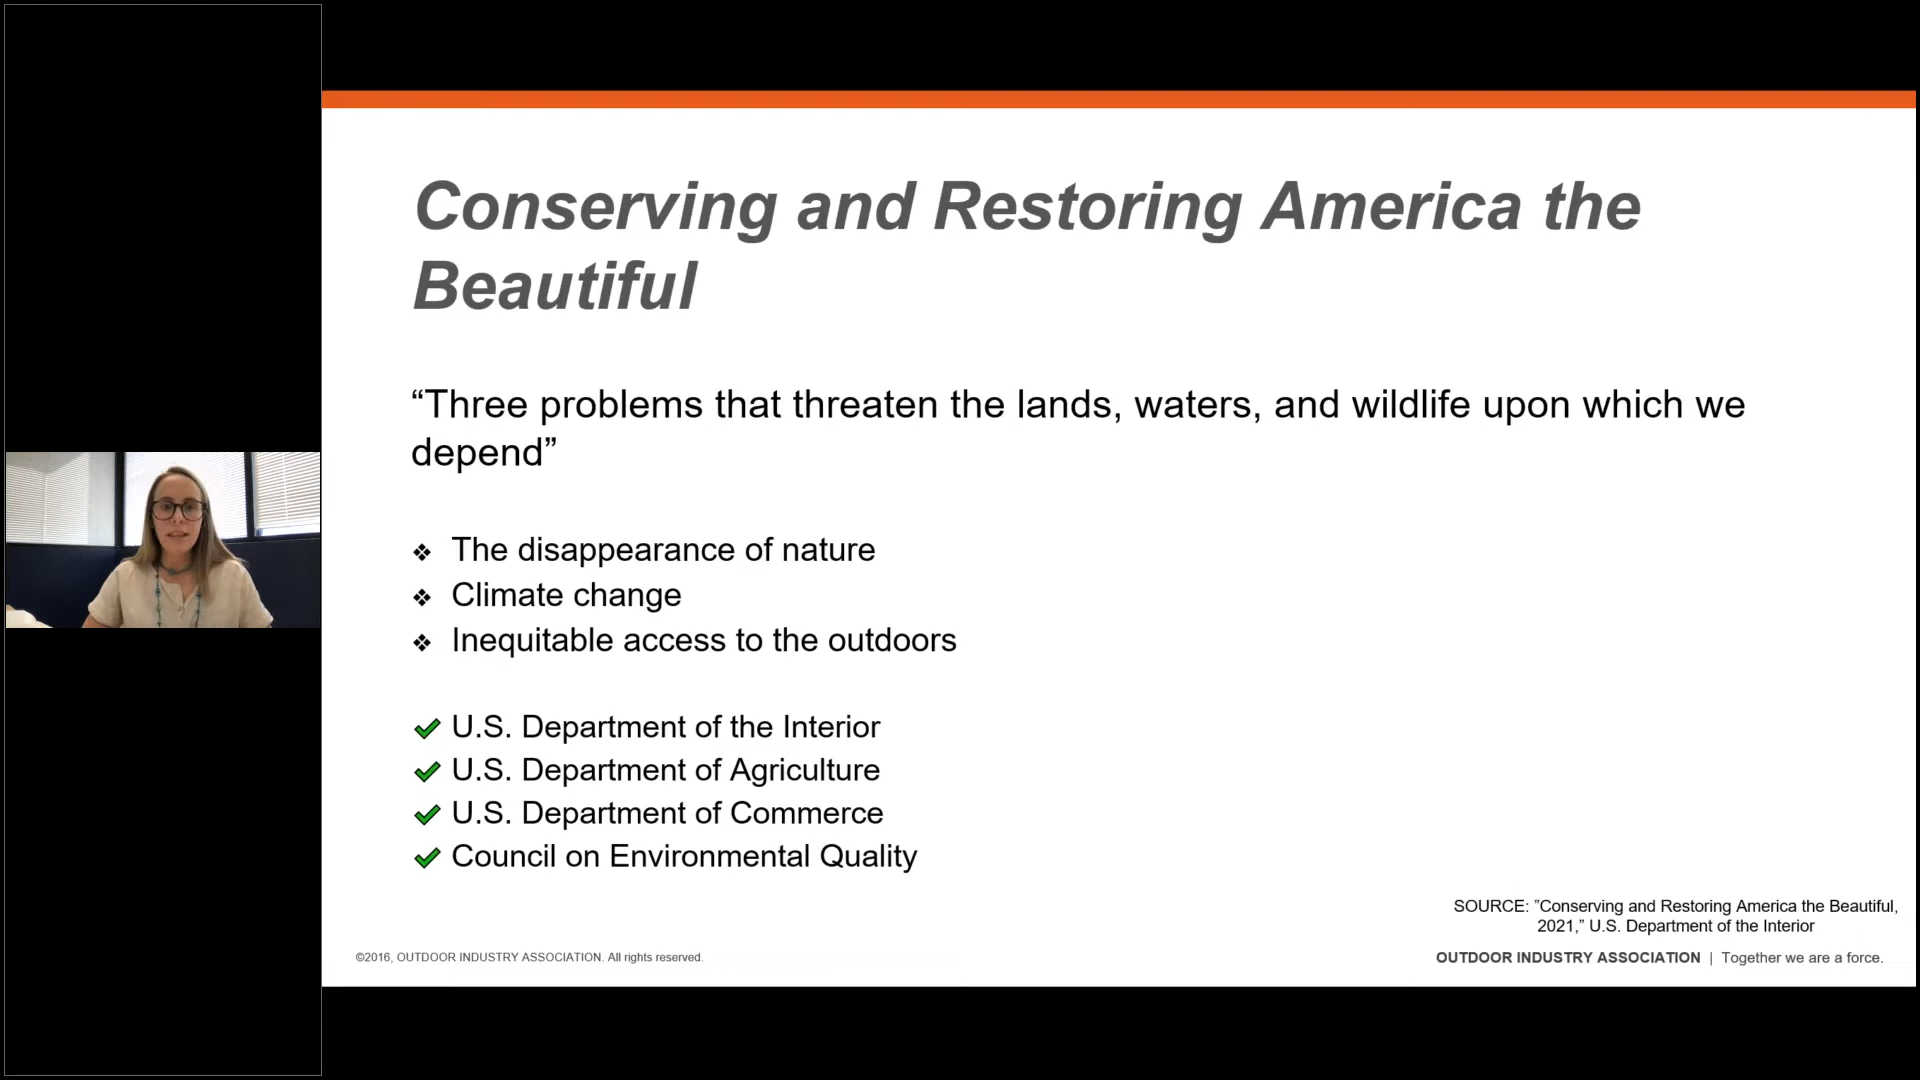 Conserving and Restoring America the
Beautiful
“Three problems that threaten the lands, waters, and wildlife upon which we
depend”
❖ The disappearance of nature
❖ Climate change
❖ Inequitable access to the outdoors
✔ U.S. Department of the Interior
✔ U.S. Department of Agriculture
✔ U.S. Department of Commerce
✔ Council on Environmental Quality
SOURCE: ”Conserving and Restoring America the Beautiful,
2021,” U.S. Department of the Interior
©2016, OUTDOOR INDUSTRY ASSOCIATION. All rights reserved.
OUTDOOR INDUSTRY ASSOCIATION | Together we are a force.